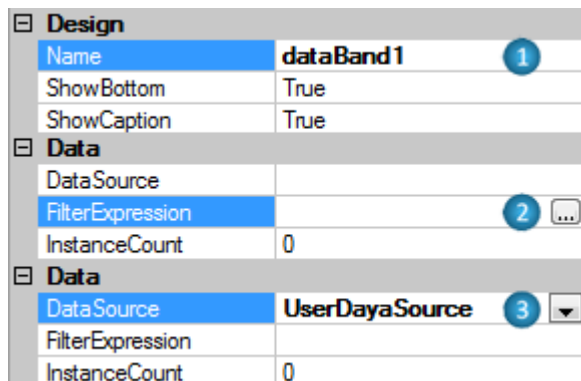 Design
Name dataBand1 1
ShowBottom True
ShowCaption True
Data
DataSource
FilterExpression 2 ...
InstanceCount 0
Data
DataSource UserDayaSource 3
FilterExpression
InstanceCount 0